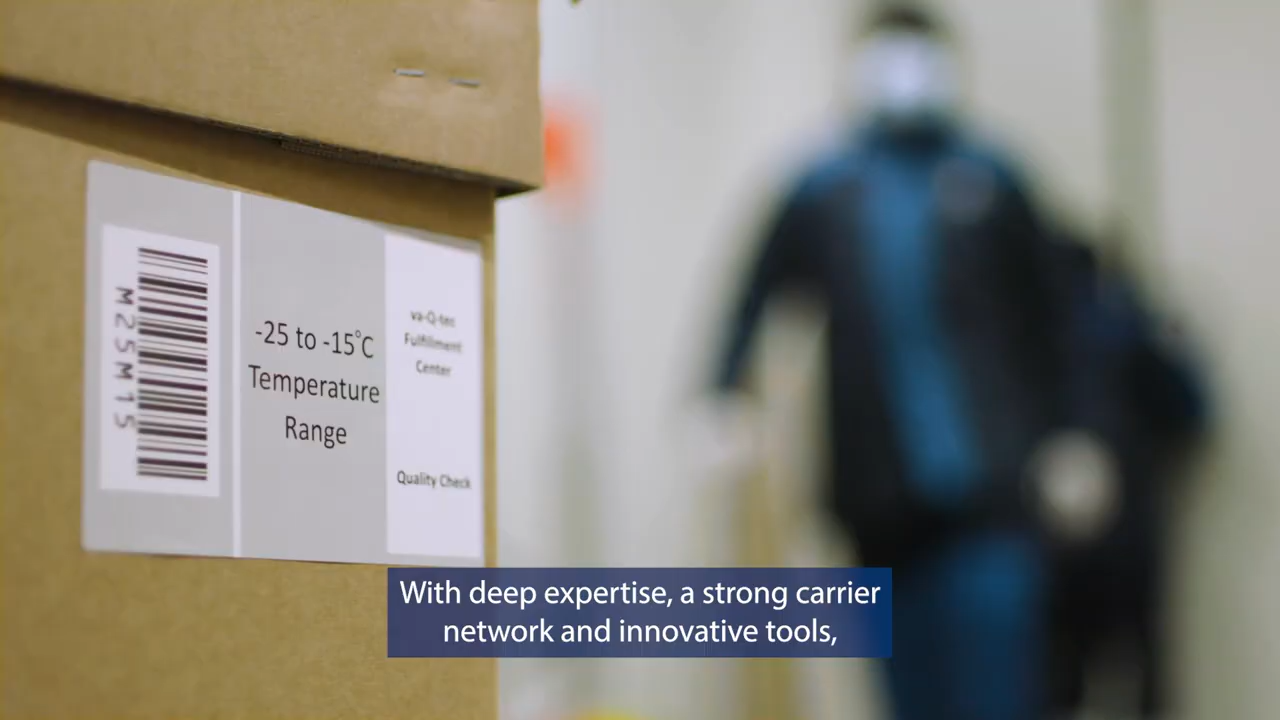 M25M15
-25 to -15°C
Temperature
Range
va-Q-tec
Fulfillment
Center
Quality Check
With deep expertise, a strong carrier
network and innovative tools,